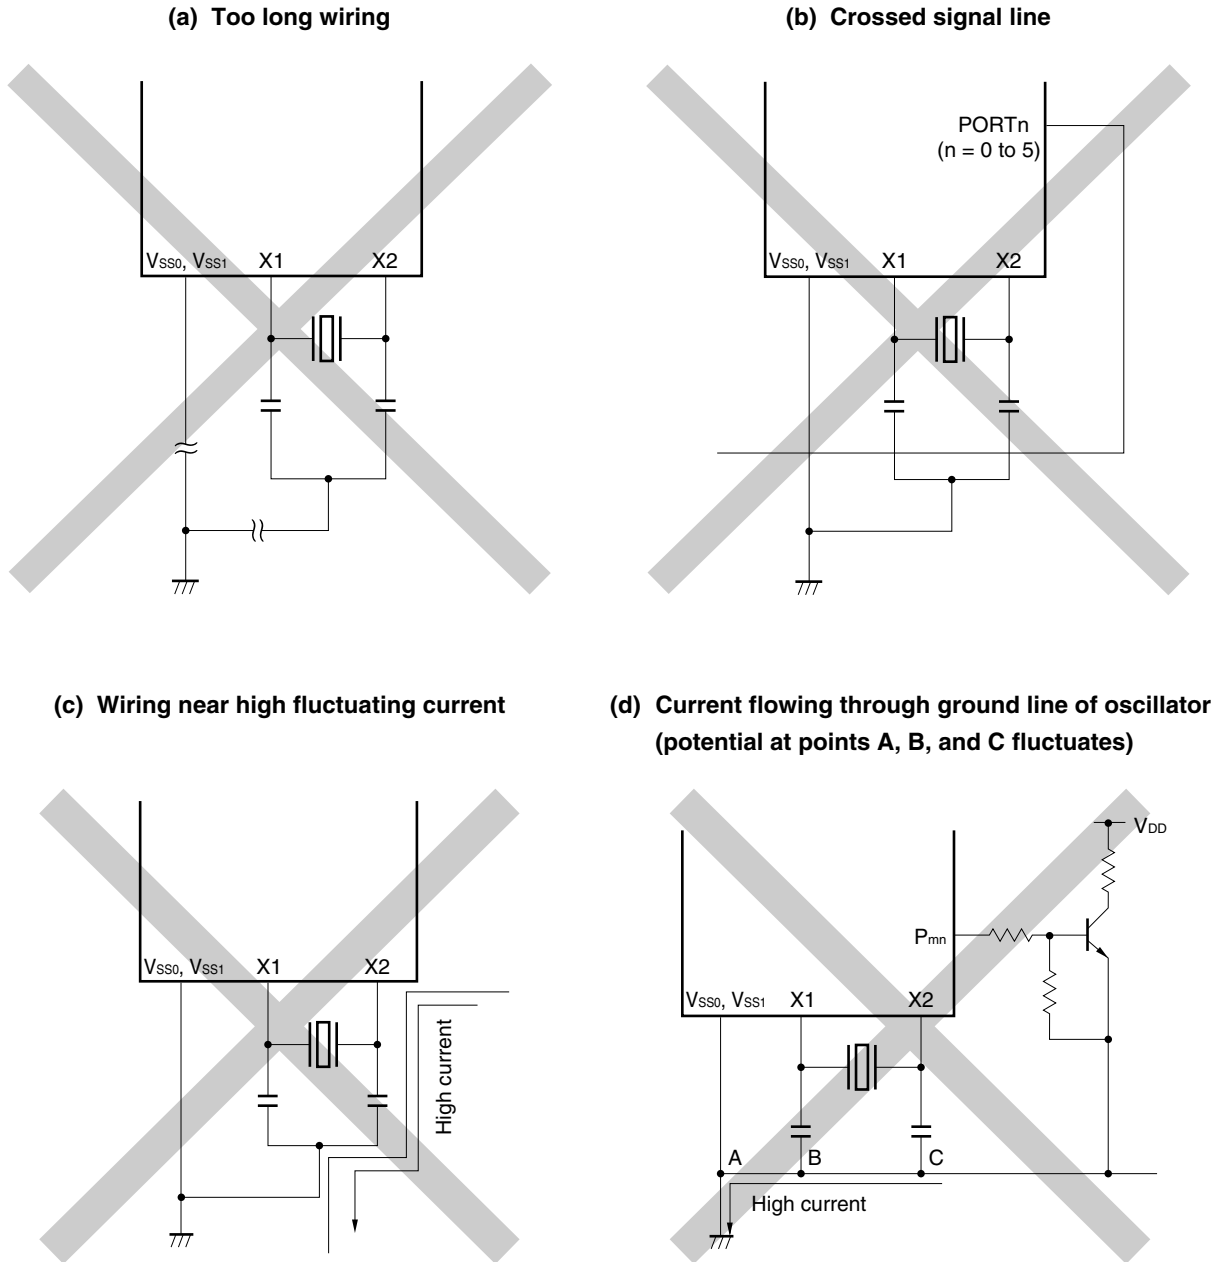 (a) Too long wiring
(b) Crossed signal line
PORTn
(n = 0 to 5)
VSS0, VSS1 X1 X2
VSS0, VSS1 X1 X2
(c) Wiring near high fluctuating current
(d) Current flowing through ground line of oscillator
(potential at points A, B, and C fluctuates)
VDD
Pmn
VSS0, VSS1 X1 X2
High current
VSS0, VSS1 X1 X2
A B C
High current